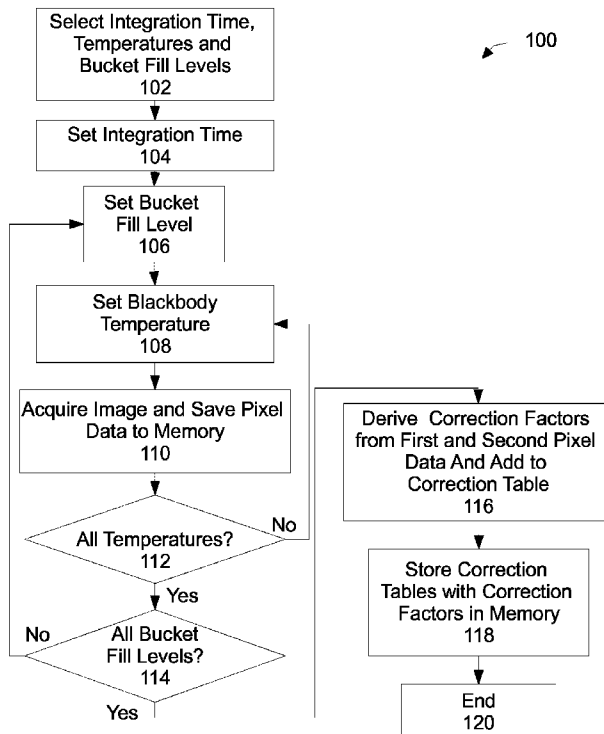 Select Integration Time,
Temperatures and
Bucket Fill Levels
102
100
Set Integration Time
104
Set Bucket
Fill Level
106
Set Blackbody
Temperature
108
Acquire Image and Save Pixel
Data to Memory
110
All Temperatures?
112
No
Yes
All Bucket
Fill Levels?
114
No
Yes
Derive Correction Factors
from First and Second Pixel
Data And Add to
Correction Table
116
Store Correction
Tables with Correction
Factors in Memory
118
End
120